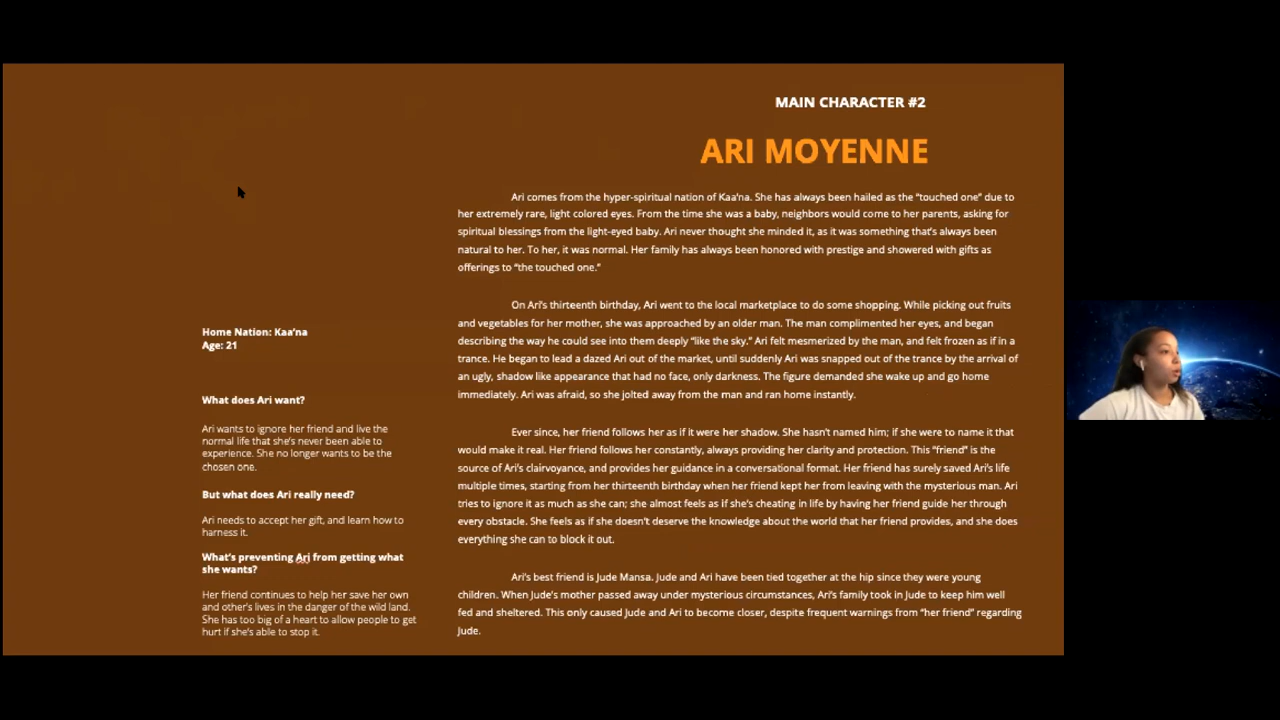 MAIN CHARACTER #2
ARI MOYENNE
Ari comes from the hyper-spiritual nation of Kaa'na. She has always been hailed as the "touched one" due to
her extremely rare, light colored eyes. From the time she was a baby, neighbors would come to her parents, asking for
spiritual blessings from the light-eyed baby. Ari never thought she minded it, as it was something that's always been
natural to her. To her, it was normal. Her family has always been honored with prestige and showered with gifts as
offerings to "the touched one."
On Ari's thirteenth birthday, Ari went to the local marketplace to do some shopping. While picking out fruits
and vegetables for her mother, she was approached by an older man. The man complimented her eyes, and began
describing the way he could see into them deeply "like the sky." Ari felt mesmerized by the man, and felt frozen as if in a
trance. He began to lead a dazed Ari out of the market, until suddenly Ari was snapped out of the trance by the arrival of
an ugly, shadow like appearance that had no face, only darkness. The figure demanded she wake up and go home
immediately. Ari was afraid, so she jolted away from the man and ran home instantly.
Ever since, her friend follows her as if it were her shadow. She hasn't named him; if she were to name it that
would make it real. Her friend follows her constantly, always providing her clarity and protection. This "friend" is the
source of Ari's clairvoyance, and provides her guidance in a conversational format. Her friend has surely saved Ari's life
multiple times, starting from her thirteenth birthday when her friend kept her from leaving with the mysterious man. Ari
tries to ignore it as much as she can; she almost feels as if she's cheating in life by having her friend guide her through
every obstacle. She feels as if she doesn't deserve the knowledge about the world that her friend provides, and she does
everything she can to block it out.
Ari's best friend is Jude Mansa. Jude and Ari have been tied together at the hip since they were young
children. When Jude's mother passed away under mysterious circumstances, Ari's family took in Jude to keep him well
fed and sheltered. This only caused Jude and Ari to become closer, despite frequent warnings from "her friend" regarding
Jude.
Home Nation: Kaa'na
Age: 21
What does Ari want?
Ari wants to ignore her friend and live the
normal life that she's never been able to
experience. She no longer wants to be the
chosen one.
But what does Ari really need?
Ari needs to accept her gift, and learn how to
harness it.
What's preventing Ari from getting what
she wants?
Her friend continues to help her save her own
and other's lives in the danger of the wild land.
She has too big of a heart to allow people to get
hurt if she's able to stop it.